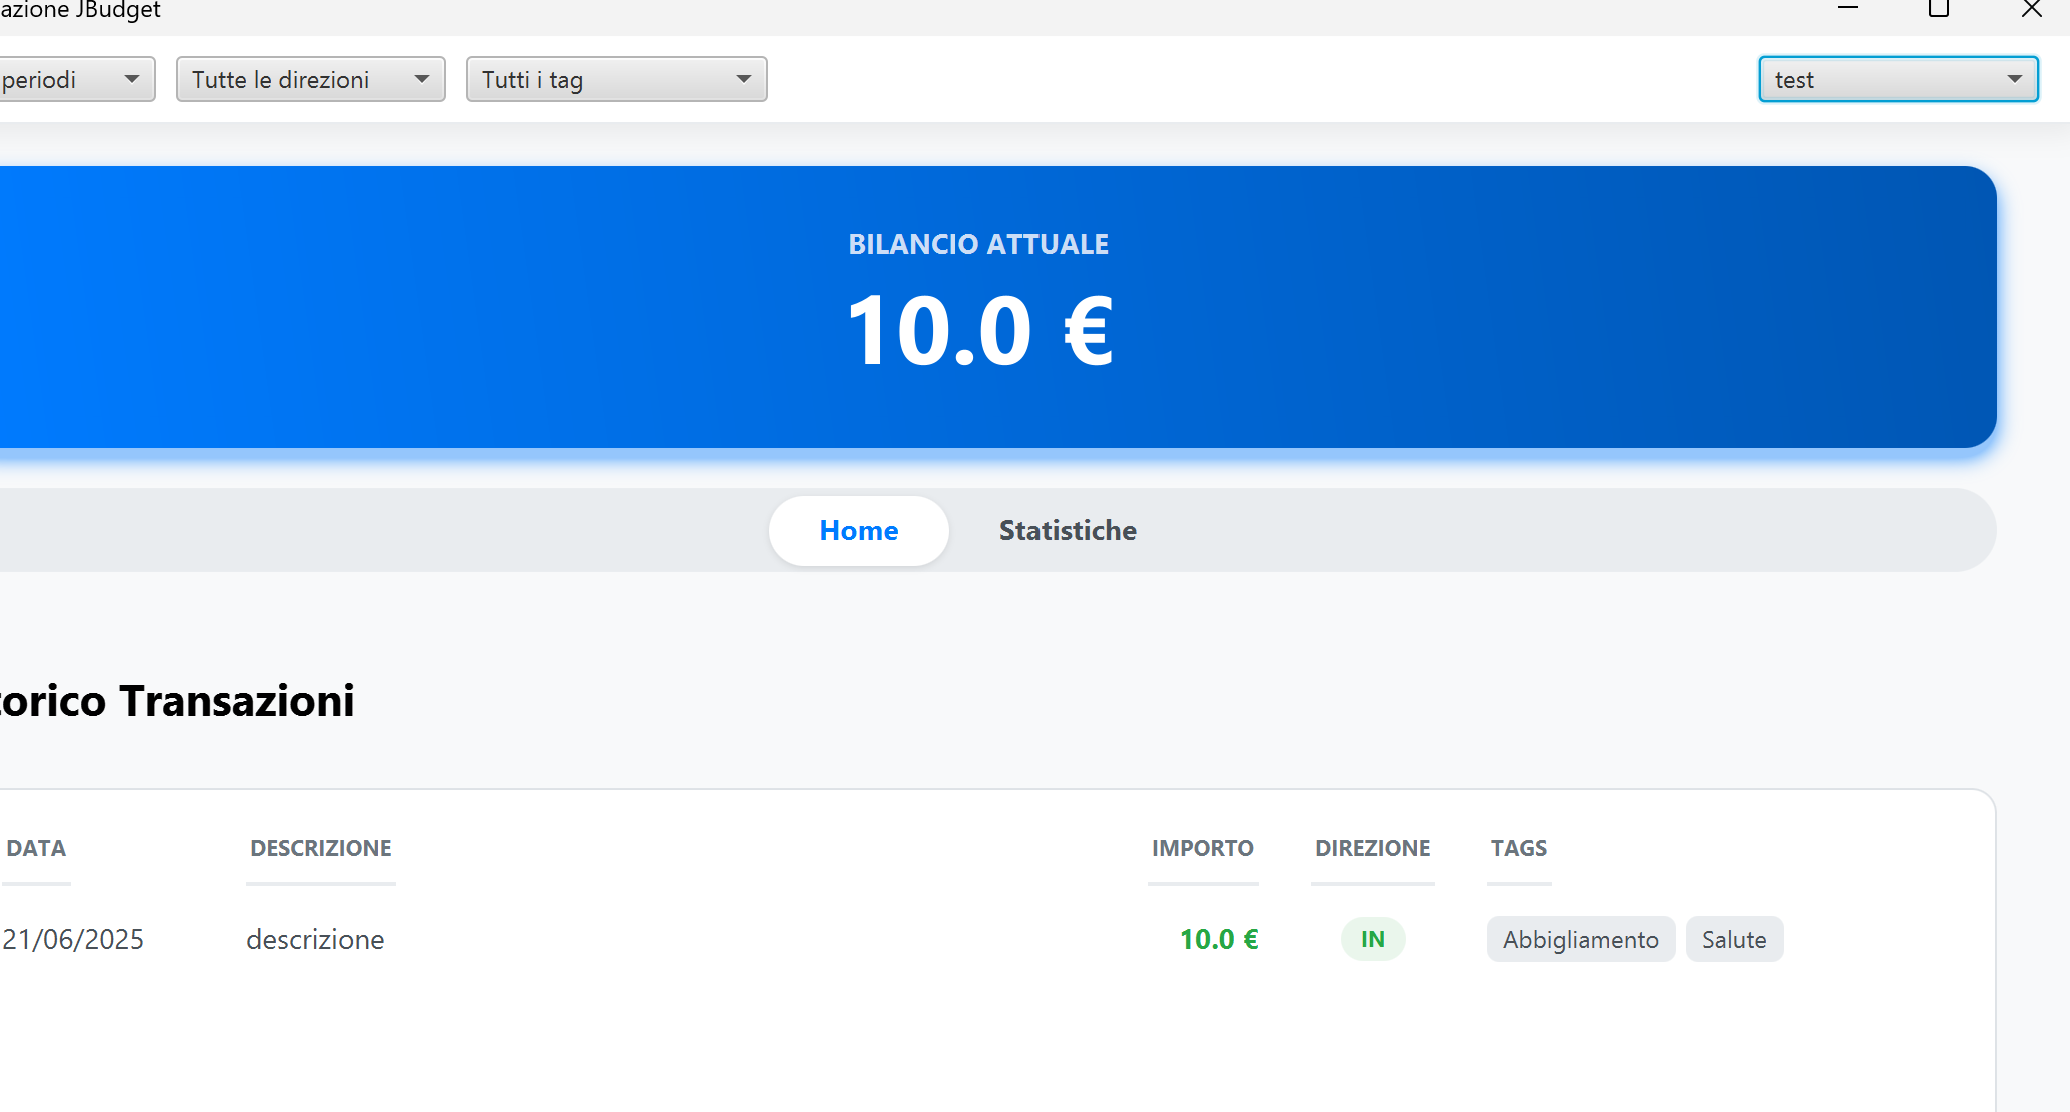 azione JBudget
periodi
Tutte le direzioni
Tutti i tag
test
BILANCIO ATTUALE
10.0 €
Home
Statistiche
torico Transazioni
DATA
DESCRIZIONE
IMPORTO
DIREZIONE
TAGS
21/06/2025
descrizione
10.0 €
IN
Abbigliamento
Salute